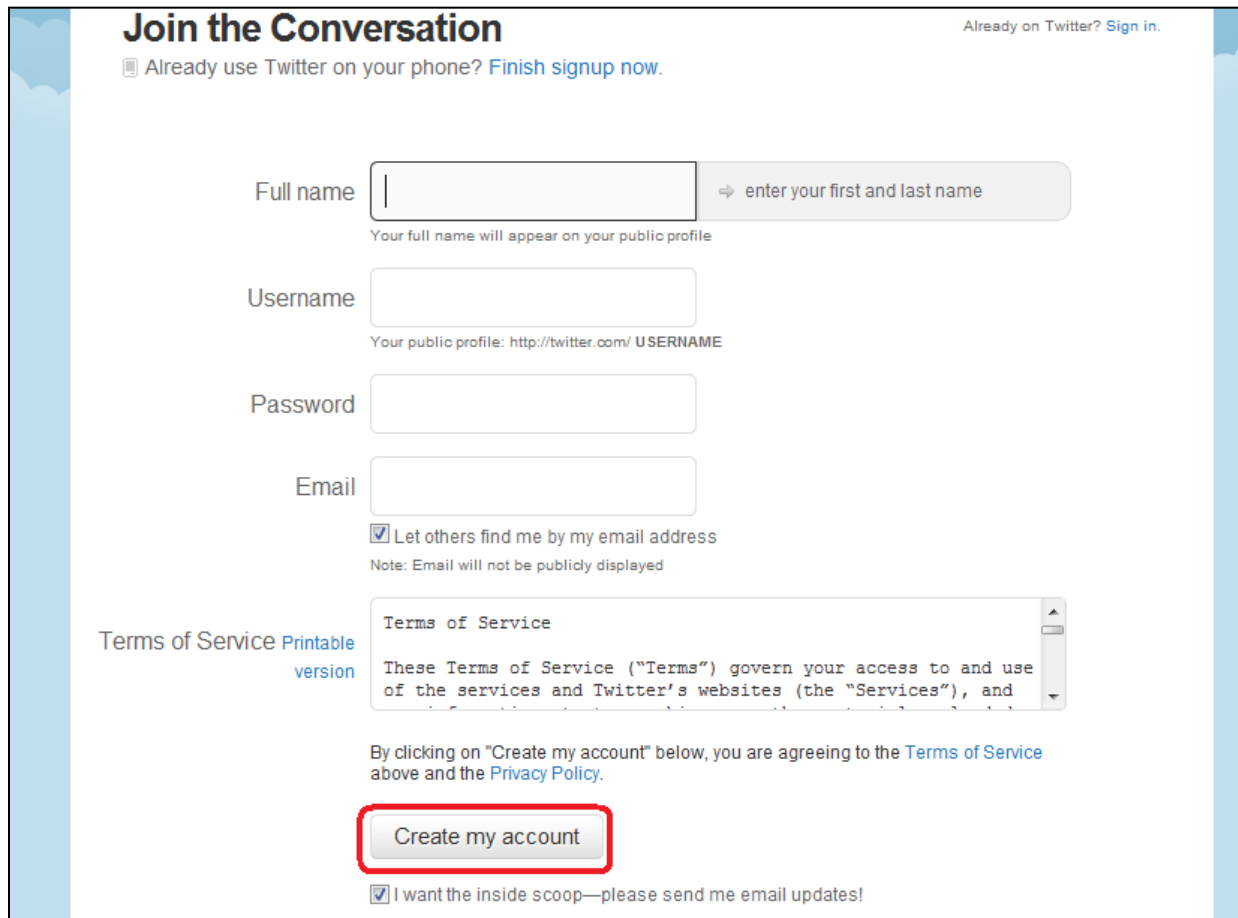 Join the Conversation
Already on Twitter? Sign in.
Already use Twitter on your phone? Finish signup now.
Full name
enter your first and last name
Your full name will appear on your public profile
Username
Your public profile: http://twitter.com/ USERNAME
Password
Email
Let others find me by my email address
Note: Email will not be publicly displayed
Terms of Service Printable
version
Terms of Service
These Terms of Service (“Terms”) govern your access to and use
of the services and Twitter’s websites (the “Services”), and
By clicking on "Create my account" below, you are agreeing to the Terms of Service
above and the Privacy Policy.
Create my account
I want the inside scoop—please send me email updates!